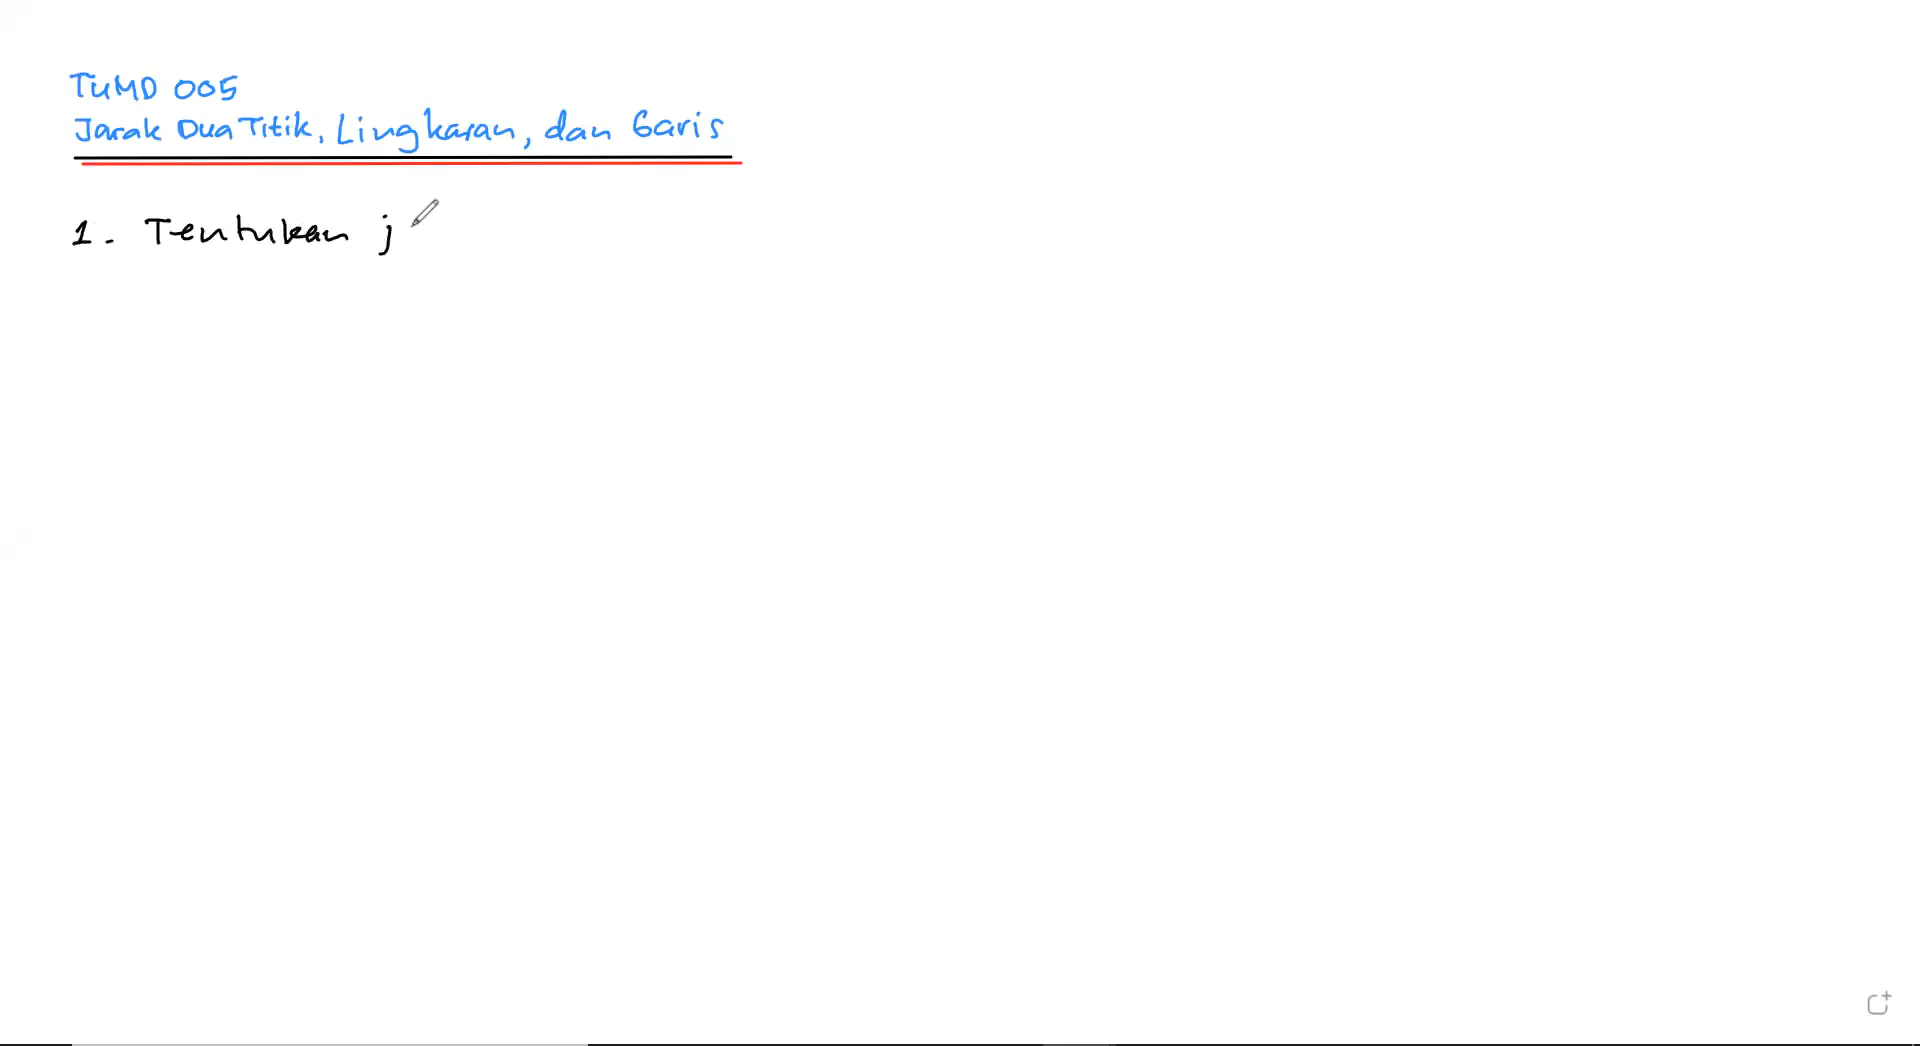 TUMD 005
Jarak Dua Titik, Lingkaran, dan Garis
1. Tentukan j